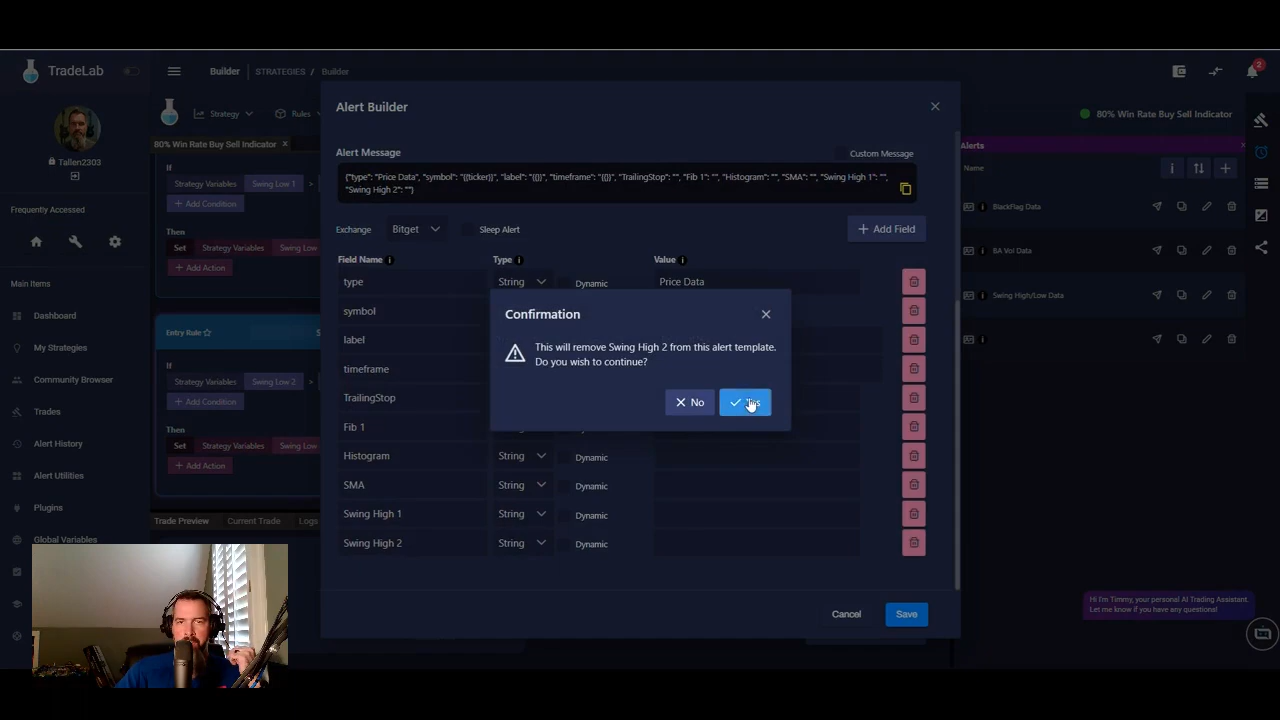 TradeLab
Builder
STRATEGIES / Builder
2
Tallen2303
Frequently Accessed
Main Items
Dashboard
My Strategies
Community Browser
Trades
Alert History
Alert Utilities
Plugins
Global Variables
Strategy
Rules
80% Win Rate Buy Sell Indicator
80% Win Rate Buy Sell Indicator
If
Strategy Variables Swing Low 1 >
+ Add Condition
Then
Set Strategy Variables Swing Low
+ Add Action
Entry Rule
If
Strategy Variables Swing Low 2 >
+ Add Condition
Then
Set Strategy Variables Swing Low
+ Add Action
Trade Preview Current Trade Logs
Alert Builder
Alert Message
Custom Message
{"type": "Price Data", "symbol": "{{ticker}}", "label": "{{}}", "timeframe": "{{}}", "TrailingStop": "", "Fib 1": "", "Histogram": "", "SMA": "", "Swing High 1": "",
"Swing High 2": ""}
Exchange Bitget Sleep Alert + Add Field
Field Name i Type i Value i
type String Dynamic Price Data
symbol
label
timeframe
TrailingStop
Fib 1
Histogram String Dynamic
SMA String Dynamic
Swing High 1 String Dynamic
Swing High 2 String Dynamic
Confirmation
This will remove Swing High 2 from this alert template.
Do you wish to continue?
No
Cancel Save
Alerts
Name
BlackFlag Data
BA Vol Data
Swing High/Low Data
Hi I'm Timmy, your personal AI Trading Assistant.
Let me know if you have any questions!